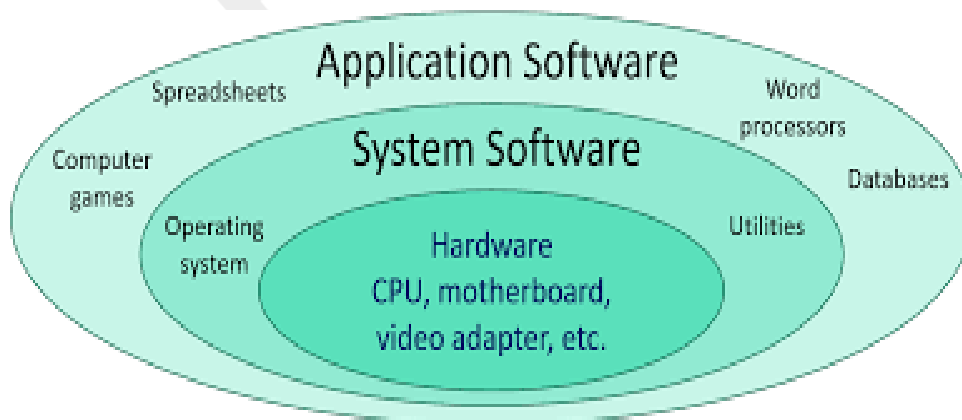 Application Software
Spreadsheets
Word
processors
Computer
games
Databases
System Software
Operating
system
Utilities
Hardware
CPU, motherboard,
video adapter, etc.